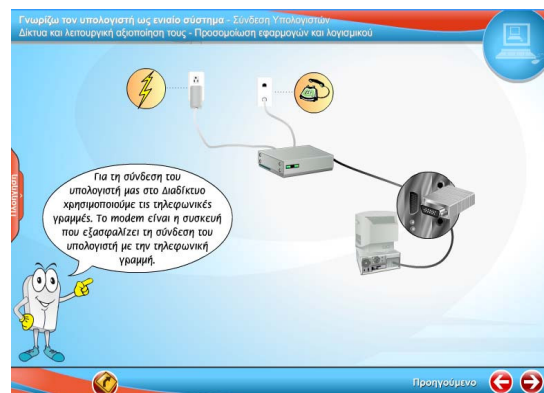 Γνωρίζω τον υπολογιστή ως ενιαίο σύστημα - Σύνδεση Υπολογιστών
Δίκτυα και λειτουργική αξιοποίηση τους - Προσομοίωση εφαρμογών και λογισμικού
Για τη σύνδεση του
υπολογιστή μας στο Διαδίκτυο
χρησιμοποιούμε τις τηλεφωνικές
γραμμές. Το modem είναι η συσκευή
που εξασφαλίζει τη σύνδεση του
υπολογιστή με την τηλεφωνική
γραμμή.
Προηγούμενο